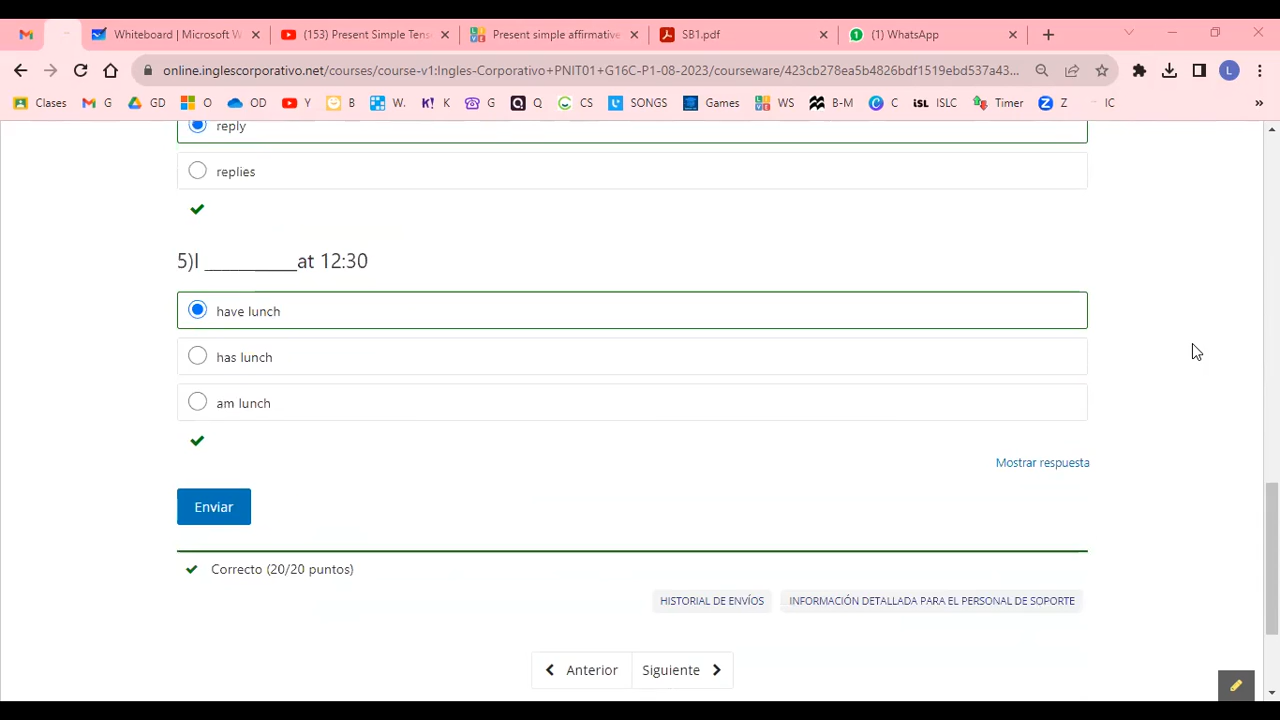 Whiteboard | Microsoft W
(153) Present Simple Tens
Present simple affirmative
SB1.pdf
(1) WhatsApp
online.inglescorporativo.net/courses/course-v1:Ingles-Corporativo+PNIT01+G16C-P1-08-2023/courseware/423cb278ea5b4826bdf1519ebd537a43...
L
Clases
G
GD
O
OD
Y
B
W.
K
G
Q
CS
SONGS
Games
WS
B-M
C
iSL ISLC
Timer
Z
IC
»
reply
replies
5)I __________at 12:30
have lunch
has lunch
am lunch
Mostrar respuesta
Enviar
Correcto (20/20 puntos)
HISTORIAL DE ENVÍOS
INFORMACIÓN DETALLADA PARA EL PERSONAL DE SOPORTE
Anterior
Siguiente